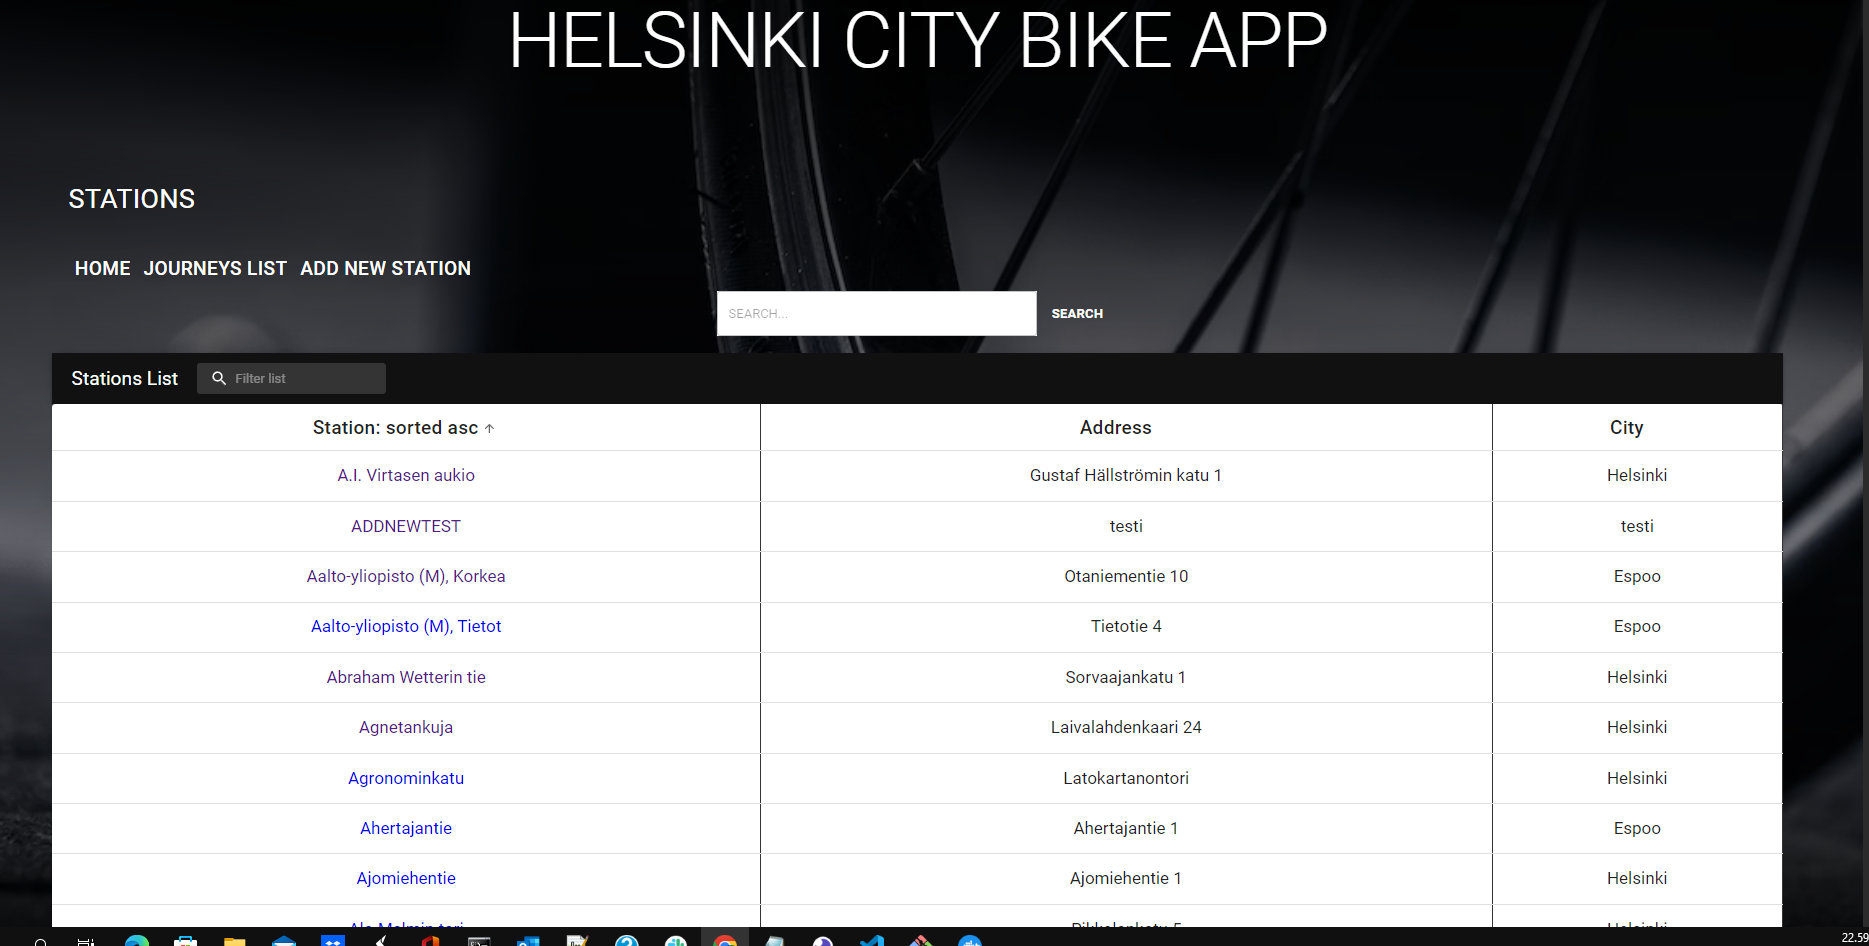 HELSINKI CITY BIKE APP
STATIONS
HOME JOURNEYS LIST ADD NEW STATION
SEARCH... SEARCH
Stations List Filter list
Station: sorted asc ↑ Address City
A.I. Virtasen aukio Gustaf Hällströmin katu 1 Helsinki
ADDNEWTEST testi testi
Aalto-yliopisto (M), Korkea Otaniementie 10 Espoo
Aalto-yliopisto (M), Tietot Tietotie 4 Espoo
Abraham Wetterin tie Sorvaajankatu 1 Helsinki
Agnetankuja Laivalahdenkaari 24 Helsinki
Agronominkatu Latokartanontori Helsinki
Ahertajantie Ahertajantie 1 Espoo
Ajomiehentie Ajomiehentie 1 Helsinki
Helsinki
22.59